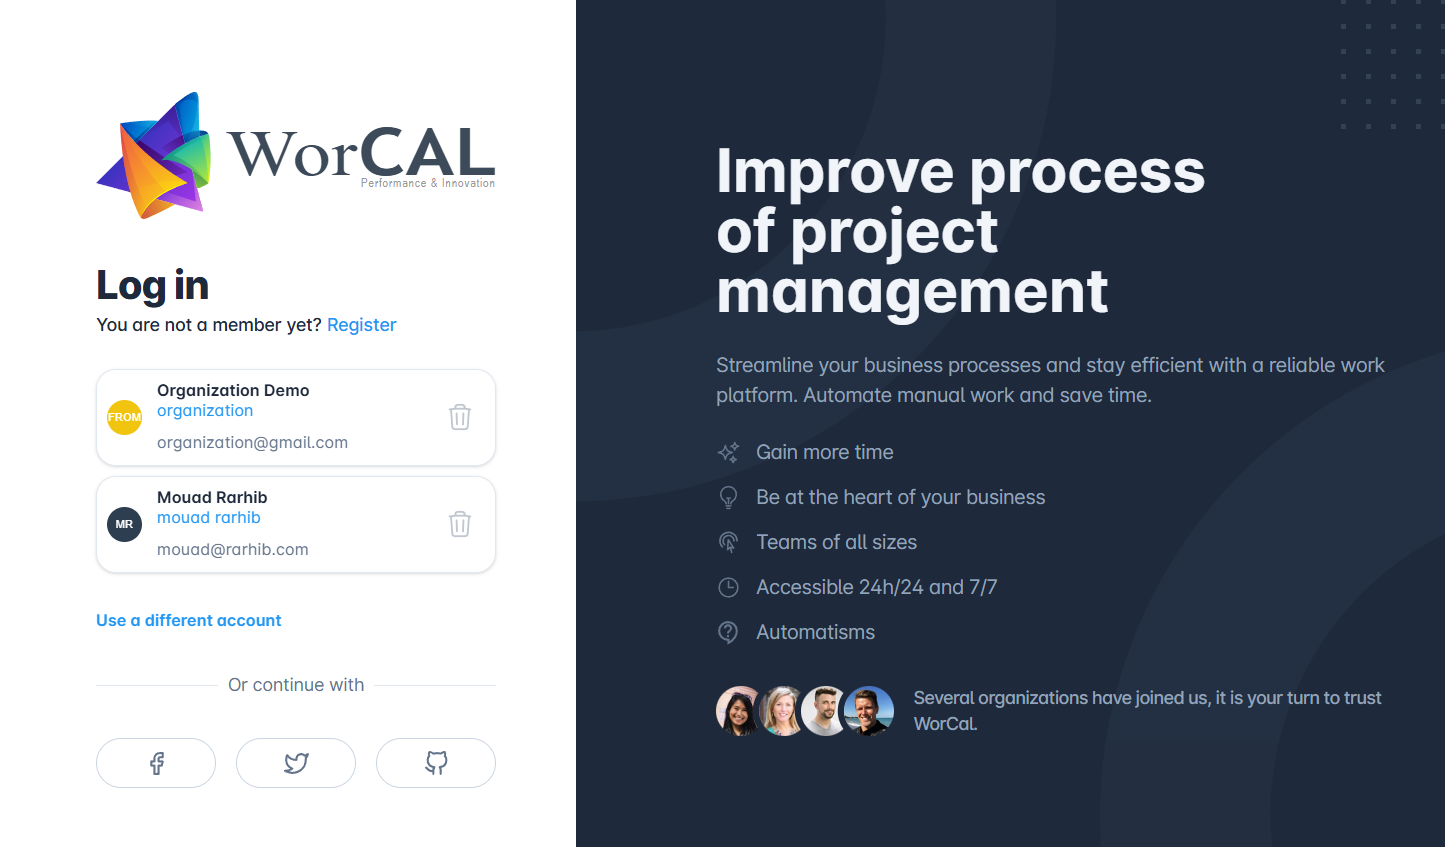 WorCAL
Performance & Innovation
Log in
You are not a member yet? Register
FROM
Organization Demo
organization
organization@gmail.com
MR
Mouad Rarhib
mouad rarhib
mouad@rarhib.com
Use a different account
Or continue with
Improve process
of project
management
Streamline your business processes and stay efficient with a reliable work
platform. Automate manual work and save time.
Gain more time
Be at the heart of your business
Teams of all sizes
Accessible 24h/24 and 7/7
Automatisms
Several organizations have joined us, it is your turn to trust
WorCal.